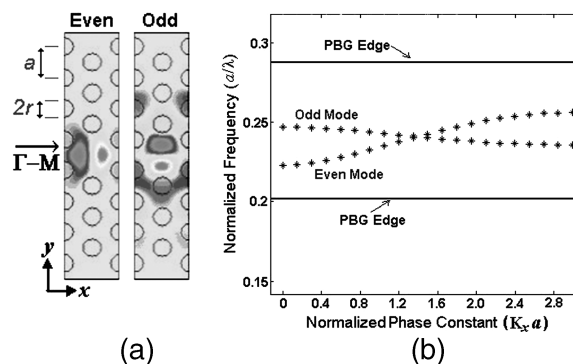 Even Odd
a
2r
Γ-M
y
x
(a)
Normalized Frequency (a/λ)
0.3
0.25
0.2
0.15
PBG Edge
Odd Mode
Even Mode
PBG Edge
0 0.4 0.8 1.2 1.6 2.0 2.4 2.8
Normalized Phase Constant (Kxa)
(b)